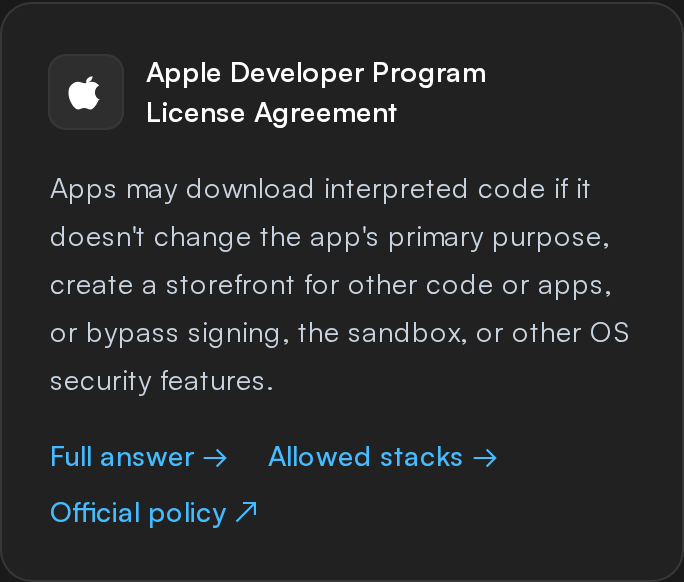 Apple Developer Program
License Agreement
Apps may download interpreted code if it
doesn't change the app's primary purpose,
create a storefront for other code or apps,
or bypass signing, the sandbox, or other OS
security features.
Full answer → Allowed stacks →
Official policy ↗